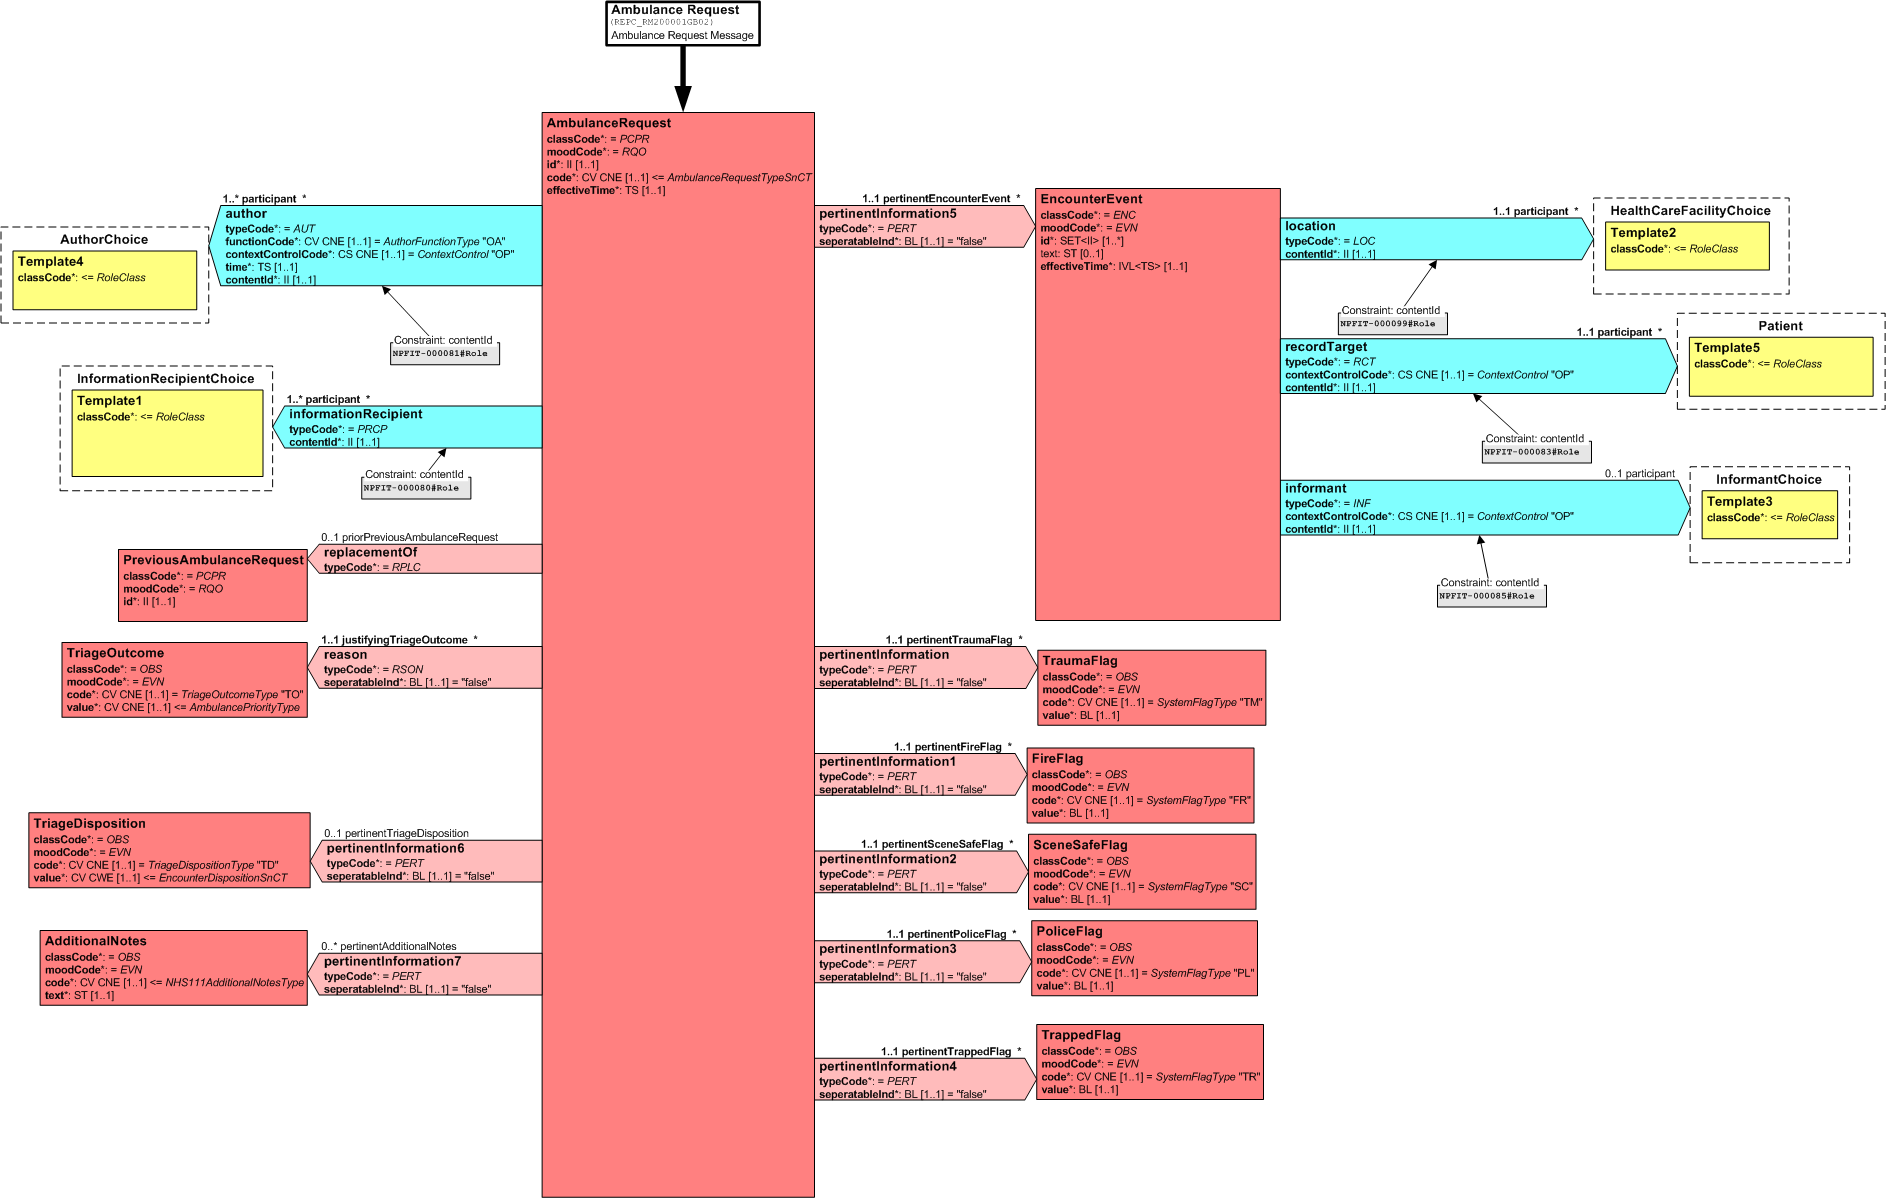 Ambulance Request
{REPC_RM200001GB02}
Ambulance Request Message
AmbulanceRequest
classCode*: = PCPR
moodCode*: = RQO
id*: II [1..1]
code*: CV CNE [1..1] <= AmbulanceRequestTypeSnCT
effectiveTime*: TS [1..1]
1..* participant *
author
typeCode*: = AUT
functionCode*: CV CNE [1..1] = AuthorFunctionType "OA"
contextControlCode*: CS CNE [1..1] = ContextControl "OP"
time*: TS [1..1]
contentId*: II [1..1]
AuthorChoice
Template4
classCode*: <= RoleClass
Constraint: contentId
NPFIT-000081#Role
1..* participant *
informationRecipient
typeCode*: = PRCP
contentId*: II [1..1]
InformationRecipientChoice
Template1
classCode*: <= RoleClass
Constraint: contentId
NPFIT-000080#Role
0..1 priorPreviousAmbulanceRequest
replacementOf
typeCode*: = RPLC
PreviousAmbulanceRequest
classCode*: = PCPR
moodCode*: = RQO
id*: II [1..1]
1..1 justifyingTriageOutcome *
reason
typeCode*: = RSON
seperatableInd*: BL [1..1] = "false"
TriageOutcome
classCode*: = OBS
moodCode*: = EVN
code*: CV CNE [1..1] = TriageOutcomeType "TO"
value*: CV CNE [1..1] <= AmbulancePriorityType
0..1 pertinentTriageDisposition
pertinentInformation6
typeCode*: = PERT
seperatableInd*: BL [1..1] = "false"
TriageDisposition
classCode*: = OBS
moodCode*: = EVN
code*: CV CNE [1..1] = TriageDispositionType "TD"
value*: CV CWE [1..1] <= EncounterDispositionSnCT
0..* pertinentAdditionalNotes
pertinentInformation7
typeCode*: = PERT
seperatableInd*: BL [1..1] = "false"
AdditionalNotes
classCode*: = OBS
moodCode*: = EVN
code*: CV CNE [1..1] <= NHS111AdditionalNotesType
text*: ST [1..1]
1..1 pertinentEncounterEvent *
pertinentInformation5
typeCode*: = PERT
seperatableInd*: BL [1..1] = "false"
EncounterEvent
classCode*: = ENC
moodCode*: = EVN
id*: SET<II> [1..*]
text: ST [0..1]
effectiveTime*: IVL<TS> [1..1]
1..1 participant *
location
typeCode*: = LOC
contentId*: II [1..1]
HealthCareFacilityChoice
Template2
classCode*: <= RoleClass
Constraint: contentId
NPFIT-000099#Role
1..1 participant *
recordTarget
typeCode*: = RCT
contextControlCode*: CS CNE [1..1] = ContextControl "OP"
contentId*: II [1..1]
Patient
Template5
classCode*: <= RoleClass
Constraint: contentId
NPFIT-000083#Role
0..1 participant
informant
typeCode*: = INF
contextControlCode*: CS CNE [1..1] = ContextControl "OP"
contentId*: II [1..1]
InformantChoice
Template3
classCode*: <= RoleClass
Constraint: contentId
NPFIT-000085#Role
1..1 pertinentTraumaFlag *
pertinentInformation
typeCode*: = PERT
seperatableInd*: BL [1..1] = "false"
TraumaFlag
classCode*: = OBS
moodCode*: = EVN
code*: CV CNE [1..1] = SystemFlagType "TM"
value*: BL [1..1]
1..1 pertinentFireFlag *
pertinentInformation1
typeCode*: = PERT
seperatableInd*: BL [1..1] = "false"
FireFlag
classCode*: = OBS
moodCode*: = EVN
code*: CV CNE [1..1] = SystemFlagType "FR"
value*: BL [1..1]
1..1 pertinentSceneSafeFlag *
pertinentInformation2
typeCode*: = PERT
seperatableInd*: BL [1..1] = "false"
SceneSafeFlag
classCode*: = OBS
moodCode*: = EVN
code*: CV CNE [1..1] = SystemFlagType "SC"
value*: BL [1..1]
1..1 pertinentPoliceFlag *
pertinentInformation3
typeCode*: = PERT
seperatableInd*: BL [1..1] = "false"
PoliceFlag
classCode*: = OBS
moodCode*: = EVN
code*: CV CNE [1..1] = SystemFlagType "PL"
value*: BL [1..1]
1..1 pertinentTrappedFlag *
pertinentInformation4
typeCode*: = PERT
seperatableInd*: BL [1..1] = "false"
TrappedFlag
classCode*: = OBS
moodCode*: = EVN
code*: CV CNE [1..1] = SystemFlagType "TR"
value*: BL [1..1]